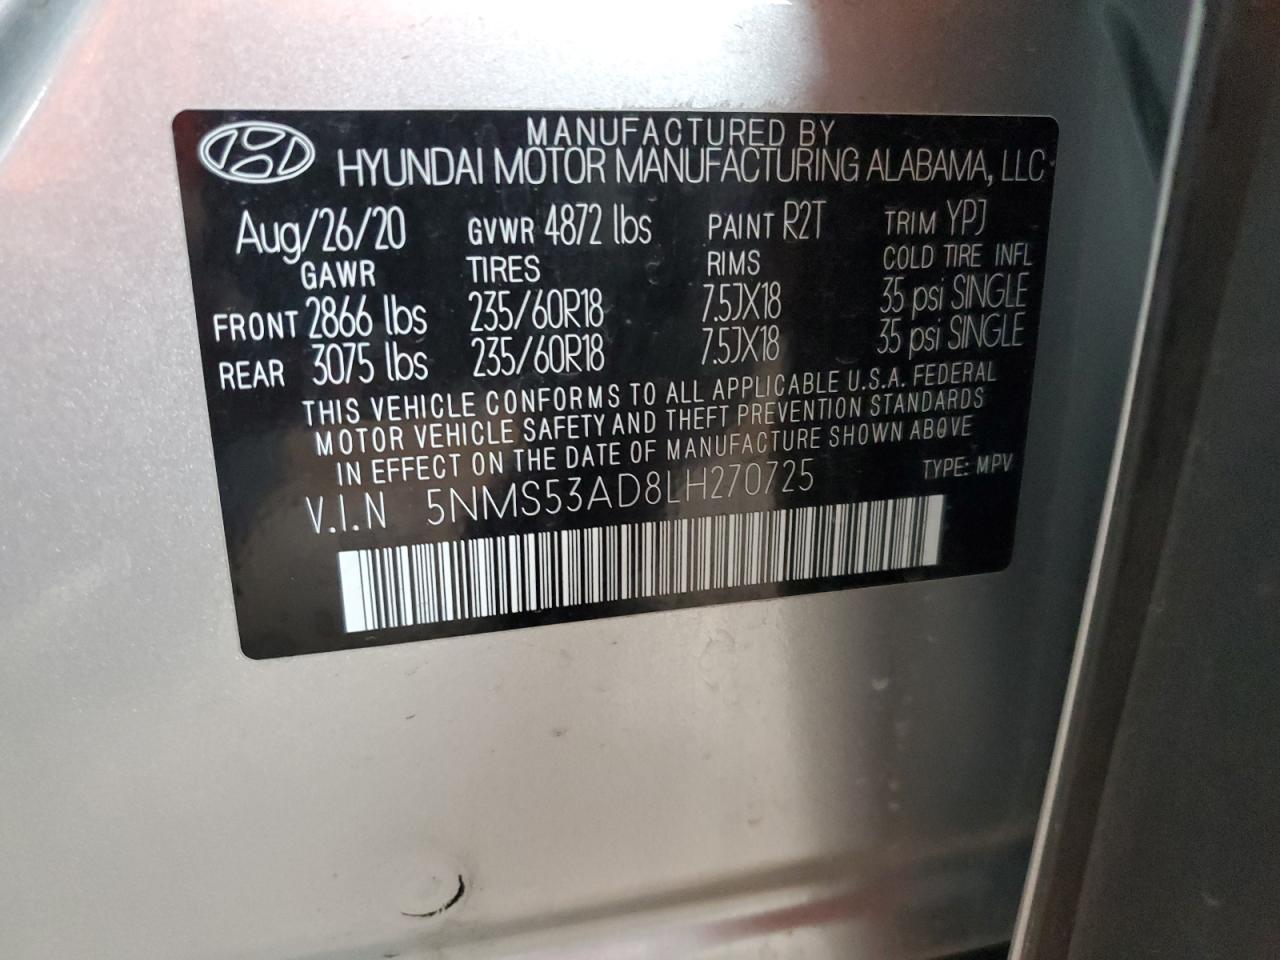 MANUFACTURED BY
HYUNDAI MOTOR MANUFACTURING ALABAMA, LLC
Aug/26/20 GVWR 4872 lbs PAINT R2T TRIM YPJ
GAWR TIRES RIMS COLD TIRE INFL
FRONT 2866 lbs 235/60R18 7.5JX18 35 psi SINGLE
REAR 3075 lbs 235/60R18 7.5JX18 35 psi SINGLE
THIS VEHICLE CONFORMS TO ALL APPLICABLE U.S.A. FEDERAL
MOTOR VEHICLE SAFETY AND THEFT PREVENTION STANDARDS
IN EFFECT ON THE DATE OF MANUFACTURE SHOWN ABOVE
V.I.N 5NMS53AD8LH270725 TYPE: MPV